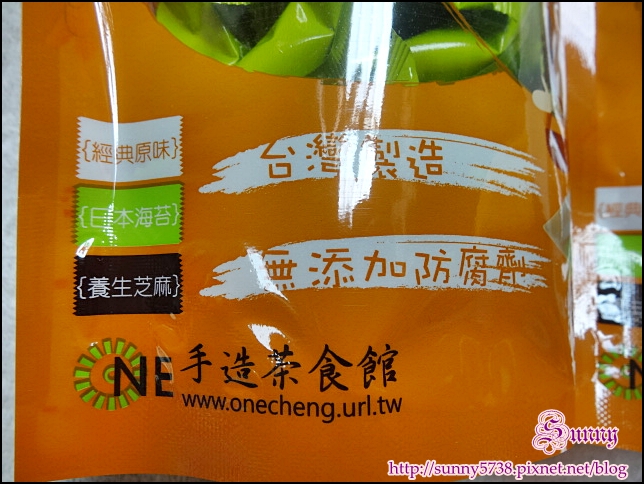 {經典原味}
台灣製造
{日本海苔}
無添加防腐劑
{養生芝麻}
ONE手造茶食館
www.onecheng.url.tw
Sunny
http://sunny5738.pixnet.net/blog